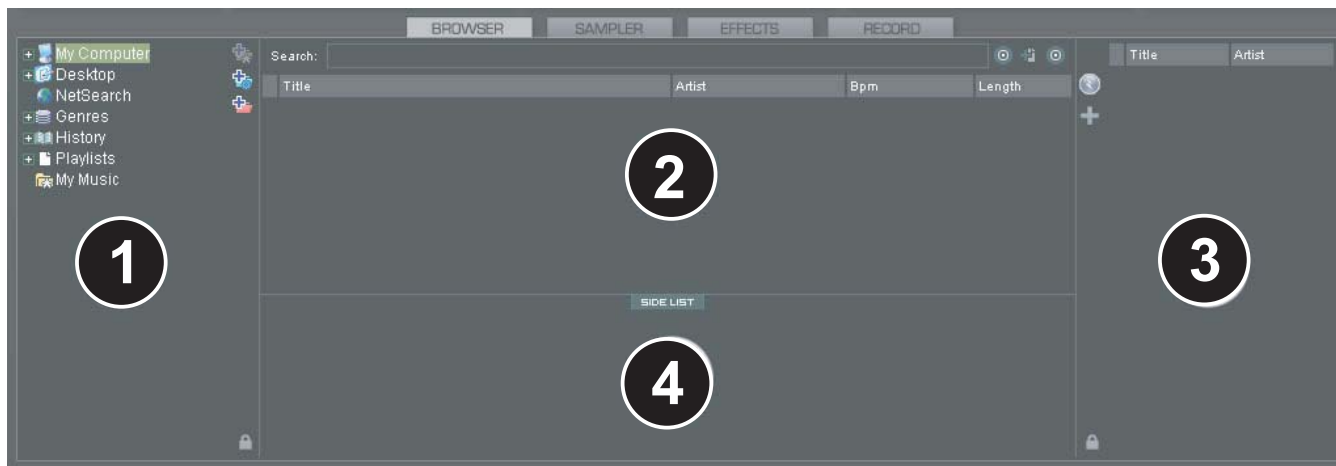 BROWSER SAMPLER EFFECTS RECORD
My Computer
Desktop
NetSearch
Genres
History
Playlists
My Music
1
Search:
Title Artist Bpm Length
2
SIDE LIST
4
Title Artist
3